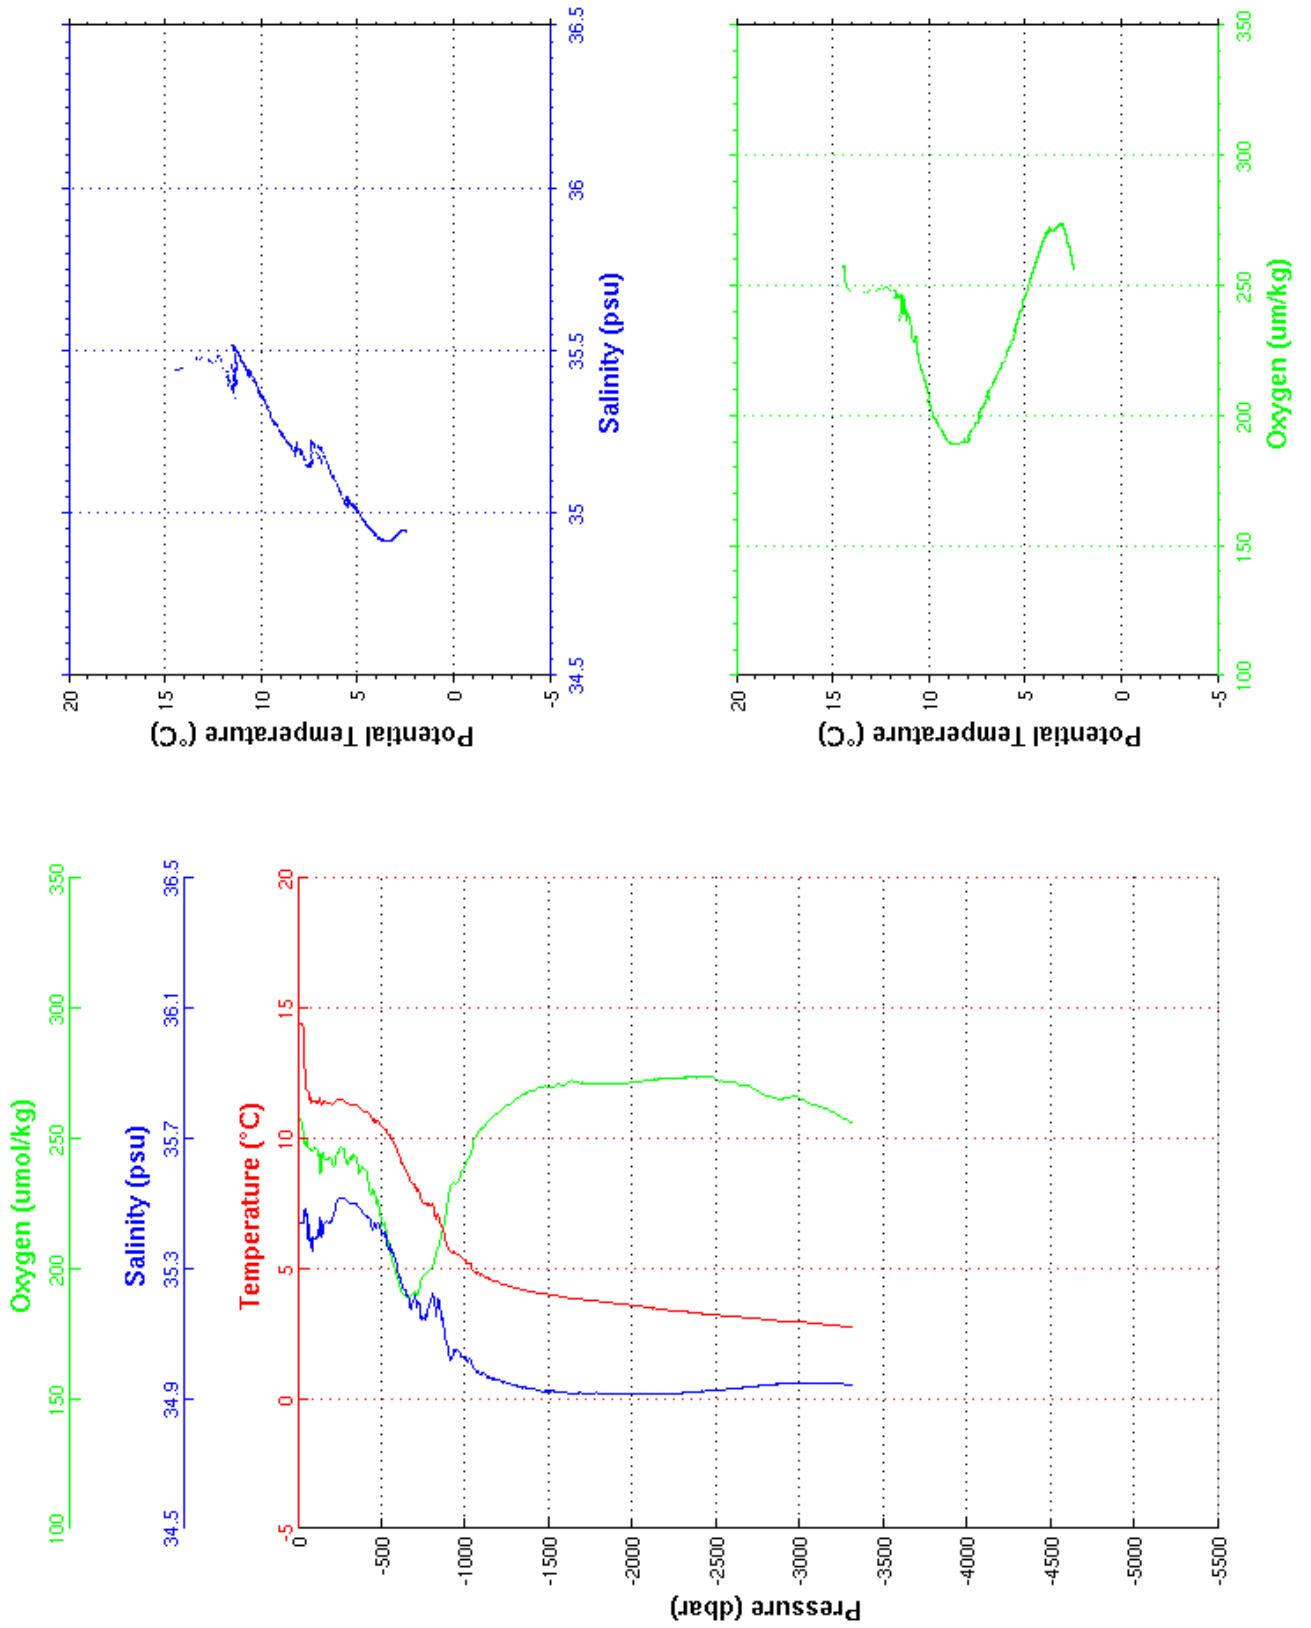 Oxygen (umol/kg)
100 150 200 250 300 350
Salinity (psu)
34.5 34.9 35.3 35.7 36.1 36.5
Temperature (°C)
-5 0 5 10 15 20
0
-500
-1000
-1500
-2000
-2500
-3000
-3500
-4000
-4500
-5000
-5500
Pressure (dbar)
20
15
10
5
0
-5
Potential Temperature (°C)
34.5 35 35.5 36 36.5
Salinity (psu)
20
15
10
5
0
-5
Potential Temperature (°C)
100 150 200 250 300 350
Oxygen (um/kg)